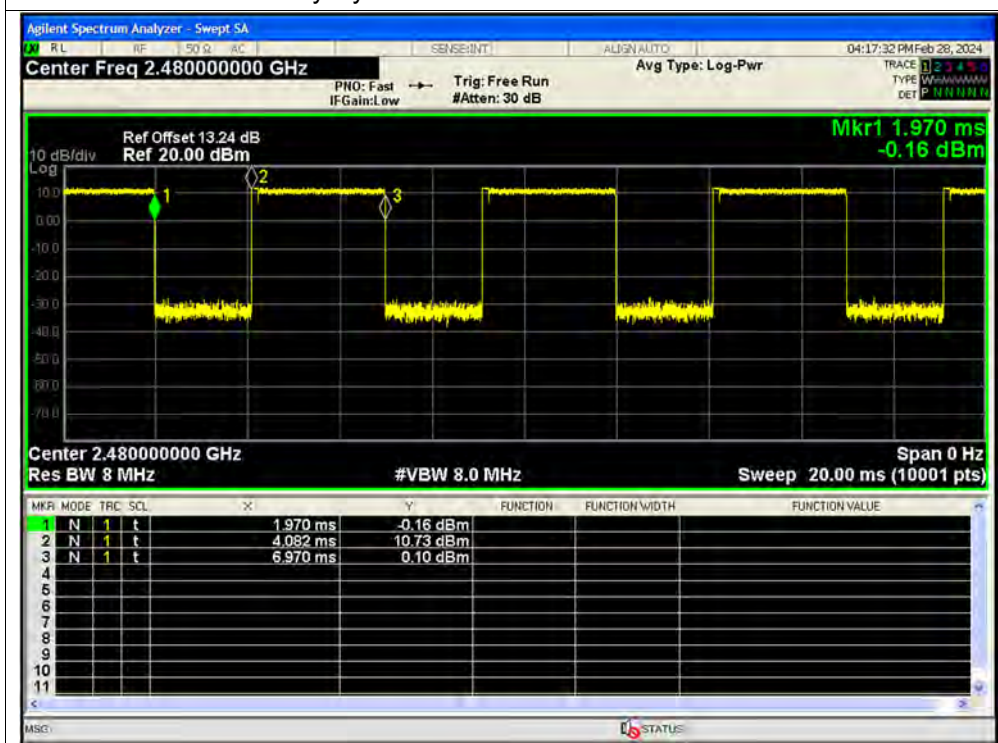 Agilent Spectrum Analyzer - Swept SA
RL RF 50 Ω AC SENSE:INT ALIGN AUTO 04:17:32 PM Feb 28, 2024
Center Freq 2.480000000 GHz Avg Type: Log-Pwr TRACE 1 2 3 4 5 6
PNO: Fast Trig: Free Run TYPE
IFGain:Low #Atten: 30 dB DET P N N N N N
Mkr1 1.970 ms
Ref Offset 13.24 dB
10 dB/div Ref 20.00 dBm -0.16 dBm
Log
10.0
0.00
-10.0
-20.0
-30.0
-40.0
-50.0
-60.0
-70.0
1
2
3
Center 2.480000000 GHz Span 0 Hz
Res BW 8 MHz #VBW 8.0 MHz Sweep 20.00 ms (10001 pts)
MKR MODE TRC SCL X Y FUNCTION FUNCTION WIDTH FUNCTION VALUE
1 N 1 t 1.970 ms -0.16 dBm
2 N 1 t 4.082 ms 10.73 dBm
3 N 1 t 6.970 ms 0.10 dBm
4
5
6
7
8
9
10
11
MSG STATUS